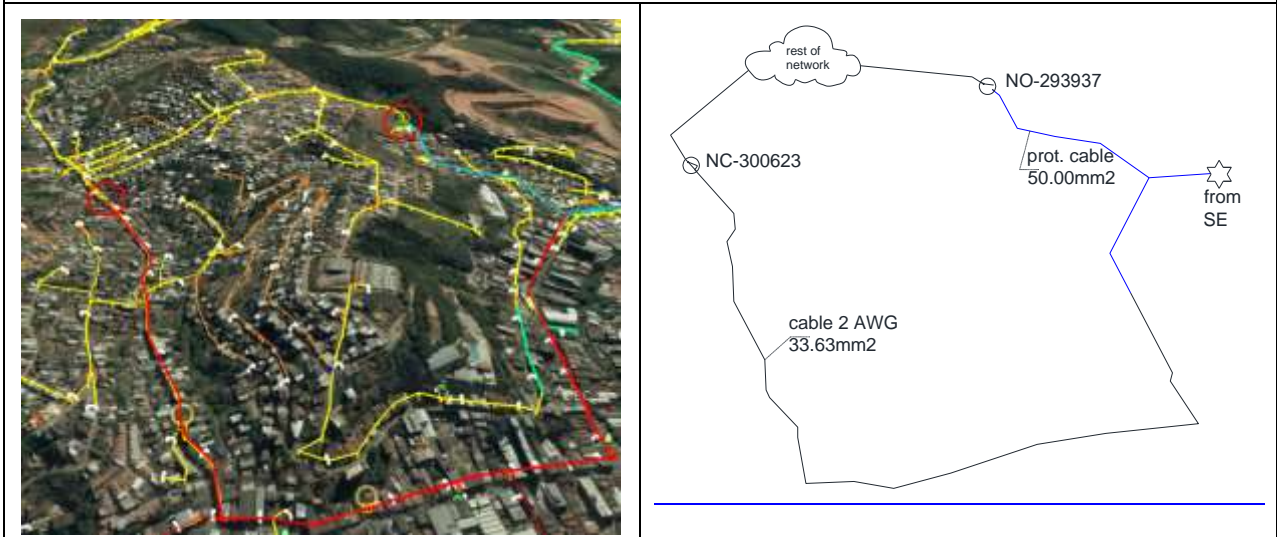 rest of
network
NO-293937
NC-300623
prot. cable
50.00mm2
from
SE
cable 2 AWG
33.63mm2